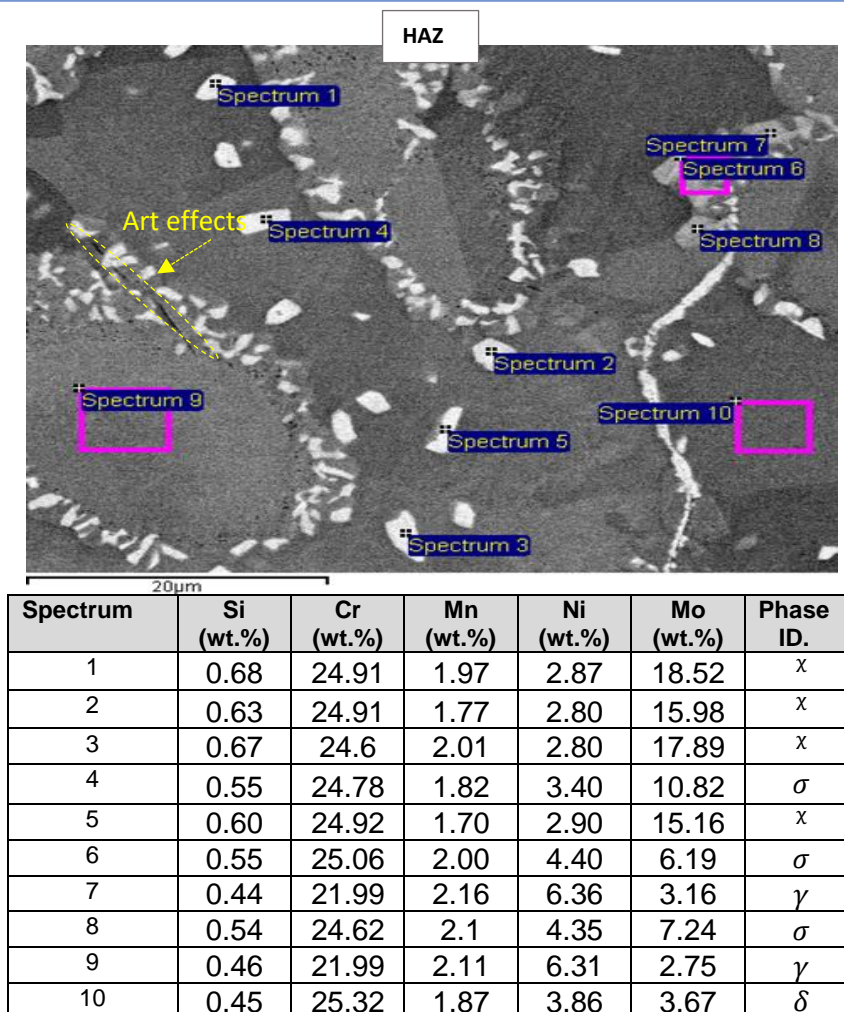 HAZ
Spectrum 1
Spectrum 7
Spectrum 6
Art effects
Spectrum 4
Spectrum 8
Spectrum 2
Spectrum 9
Spectrum 10
Spectrum 5
Spectrum 3
20μm
Spectrum Si (wt.%) Cr (wt.%) Mn (wt.%) Ni (wt.%) Mo (wt.%) Phase ID.
1 0.68 24.91 1.97 2.87 18.52 χ
2 0.63 24.91 1.77 2.80 15.98 χ
3 0.67 24.6 2.01 2.80 17.89 χ
4 0.55 24.78 1.82 3.40 10.82 σ
5 0.60 24.92 1.70 2.90 15.16 χ
6 0.55 25.06 2.00 4.40 6.19 σ
7 0.44 21.99 2.16 6.36 3.16 γ
8 0.54 24.62 2.1 4.35 7.24 σ
9 0.46 21.99 2.11 6.31 2.75 γ
10 0.45 25.32 1.87 3.86 3.67 δ